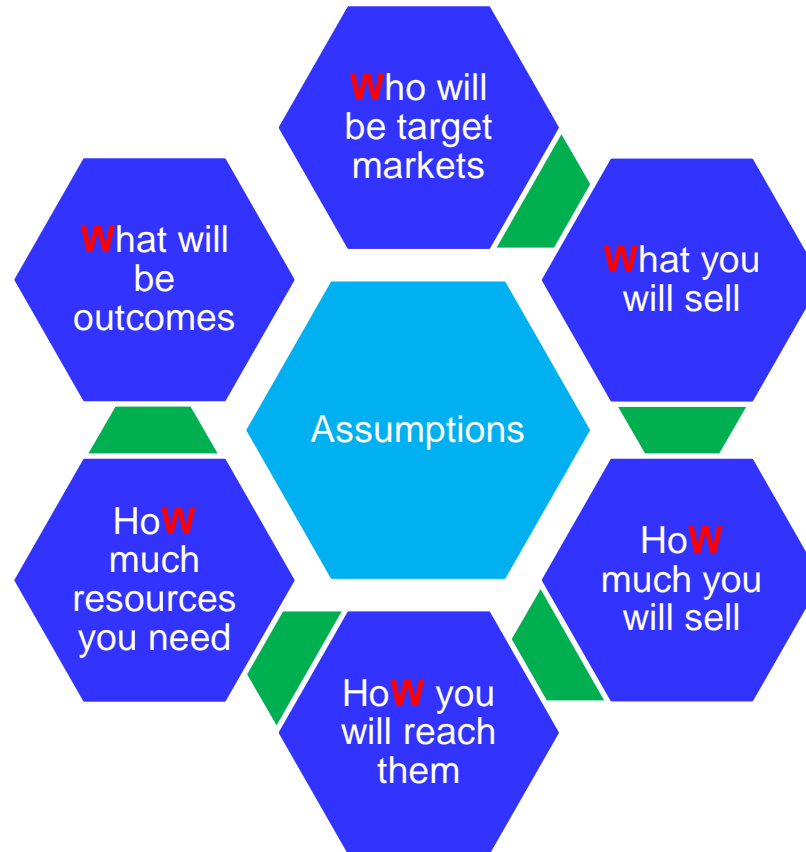 Who will
be target
markets
What you
will sell
HoW
much you
will sell
HoW you
will reach
them
HoW
much
resources
you need
What will
be
outcomes
Assumptions